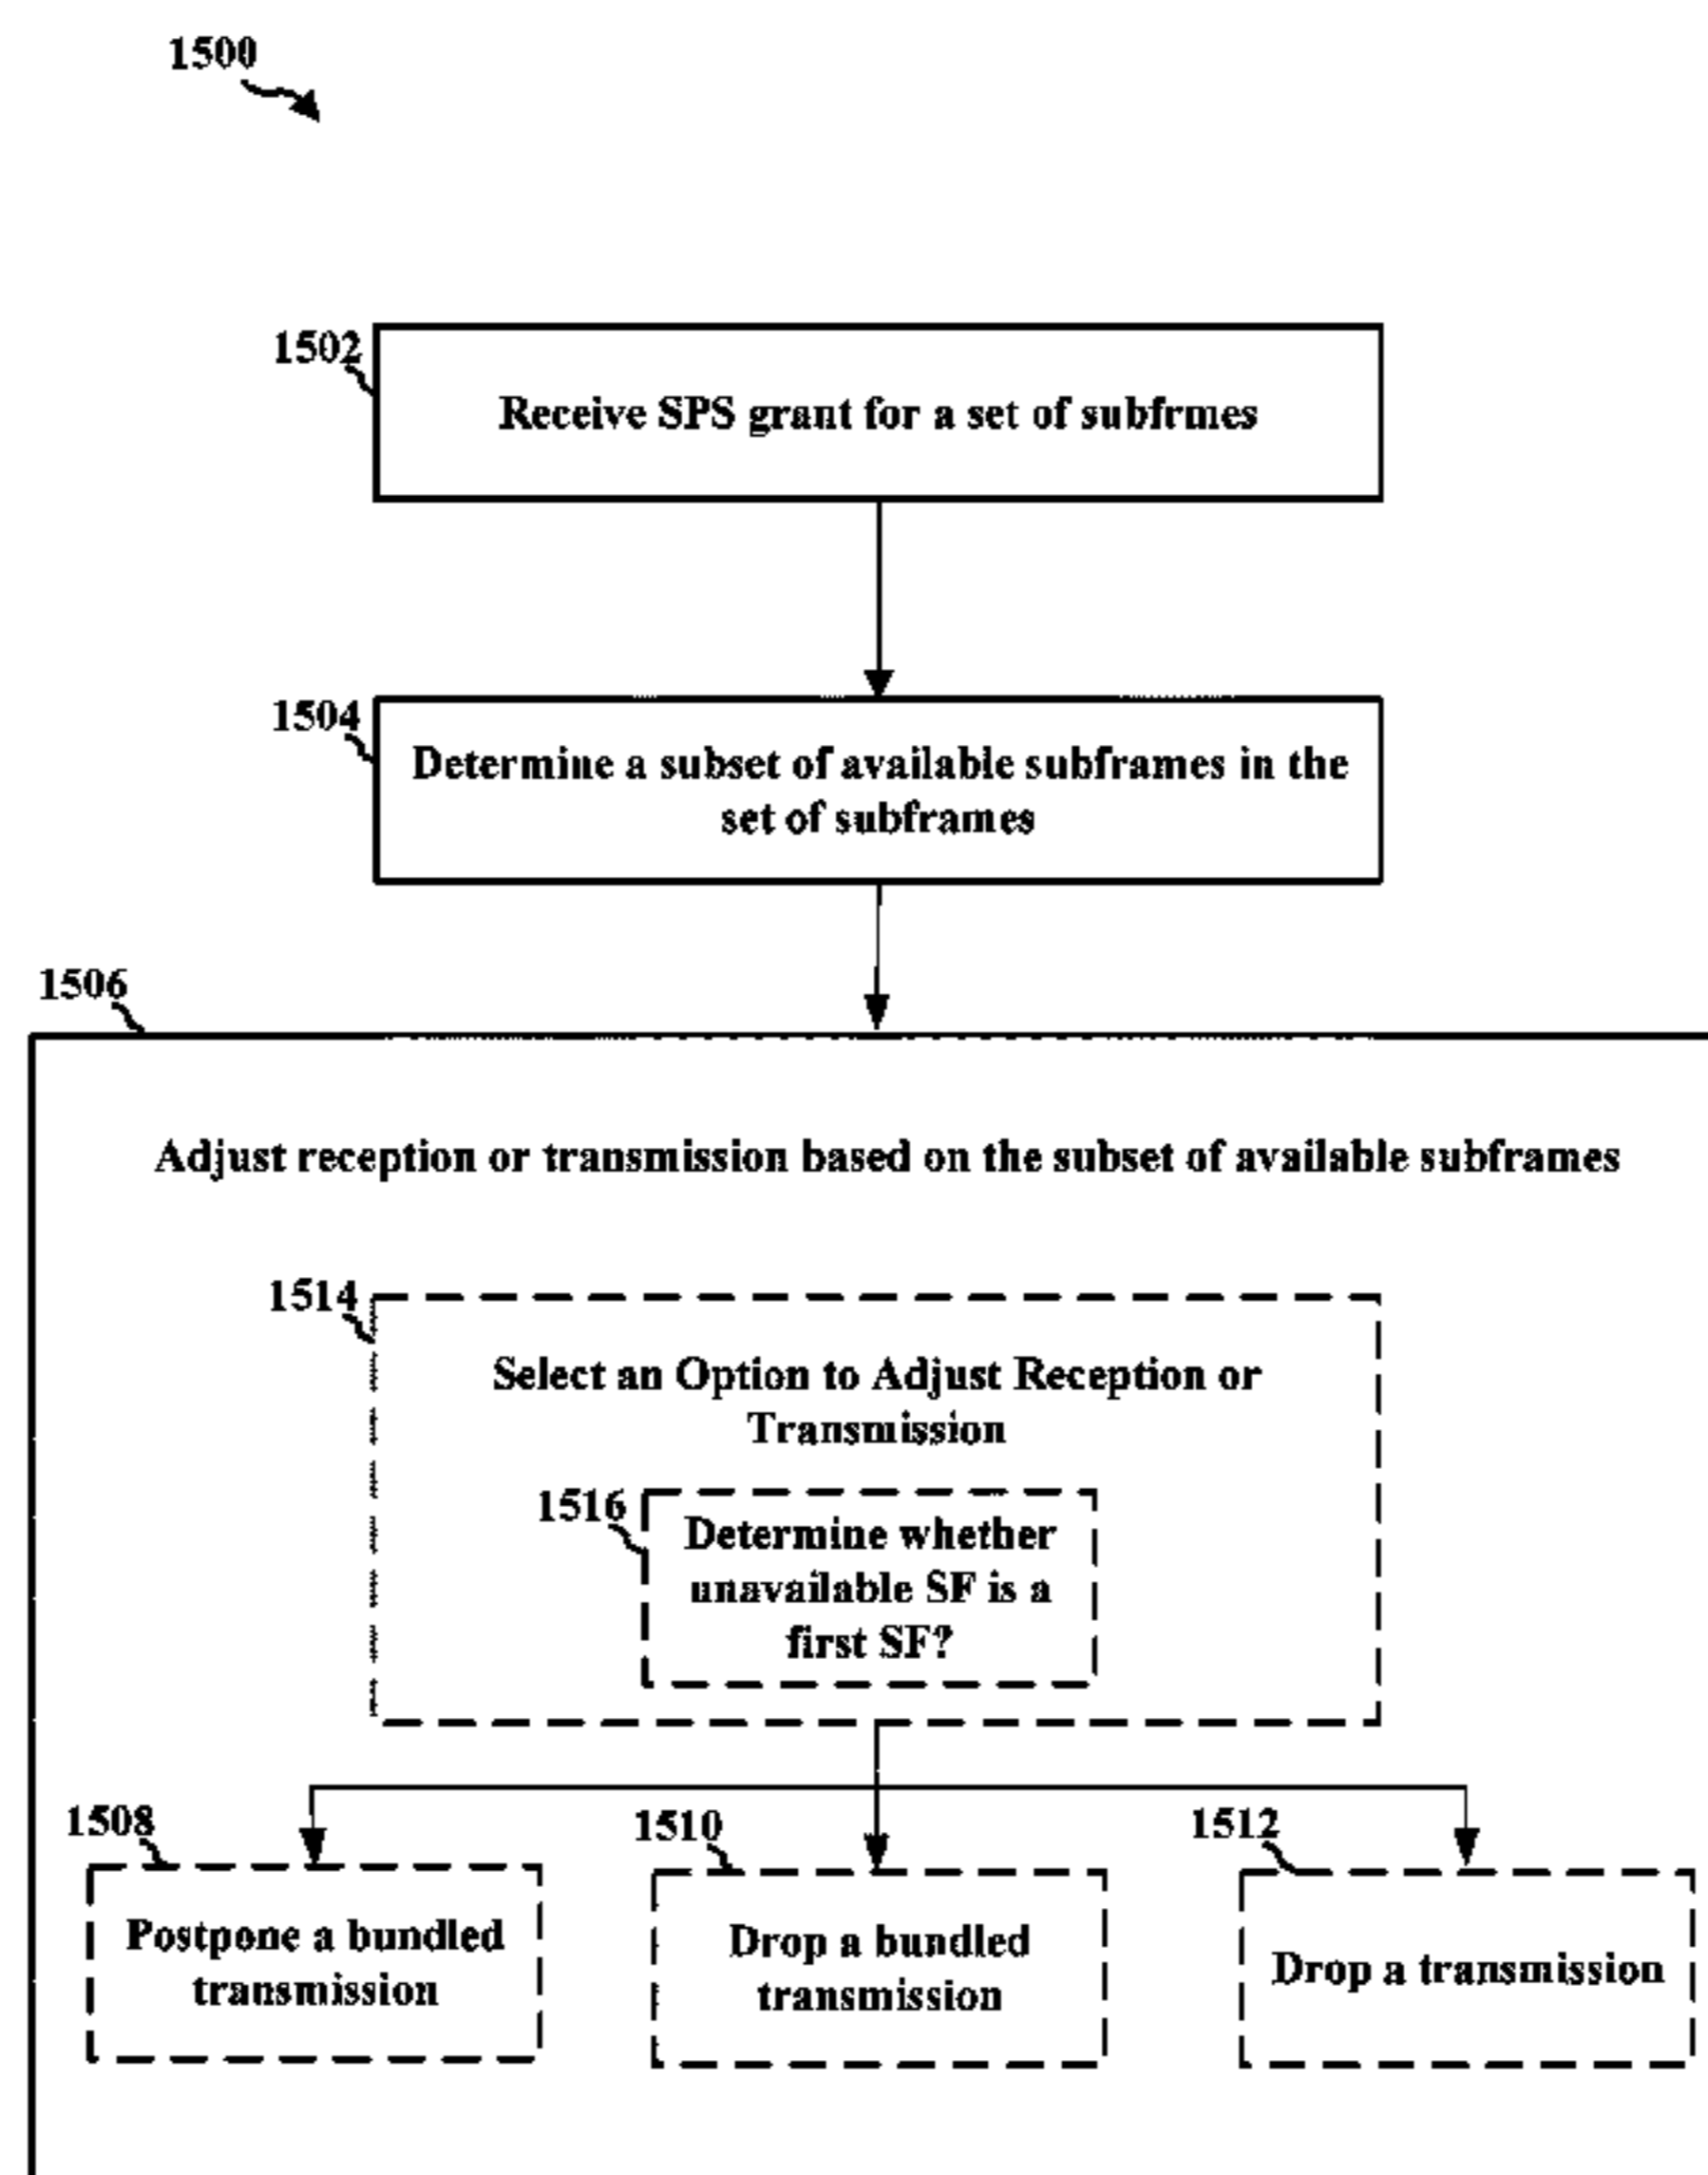 1500
1502
Receive SPS grant for a set of subfrmes
1504
Determine a subset of available subframes in the
set of subframes
1506
Adjust reception or transmission based on the subset of available subframes
1514
Select an Option to Adjust Reception or
Transmission
1516
Determine whether
unavailable SF is a
first SF?
1508
Postpone a bundled
transmission
1510
Drop a bundled
transmission
1512
Drop a transmission